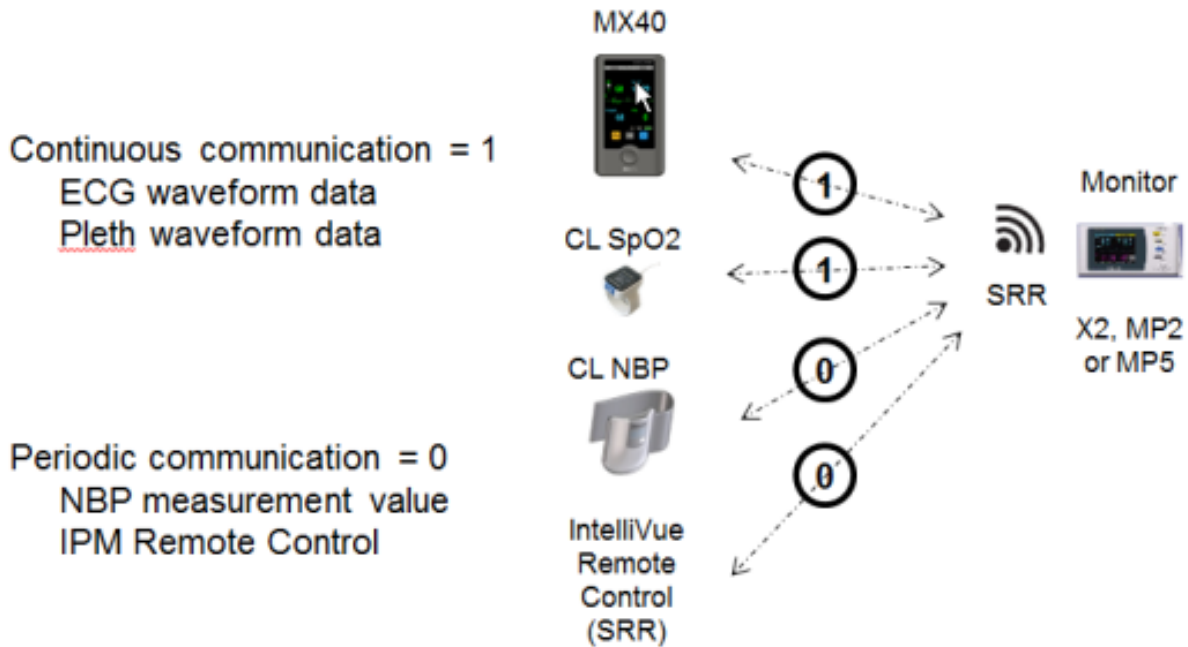 MX40
Continuous communication = 1
ECG waveform data
Pleth waveform data
1
Monitor
CL SpO2
1
SRR
X2, MP2
or MP5
CL NBP
0
Periodic communication = 0
NBP measurement value
IPM Remote Control
0
IntelliVue
Remote
Control
(SRR)